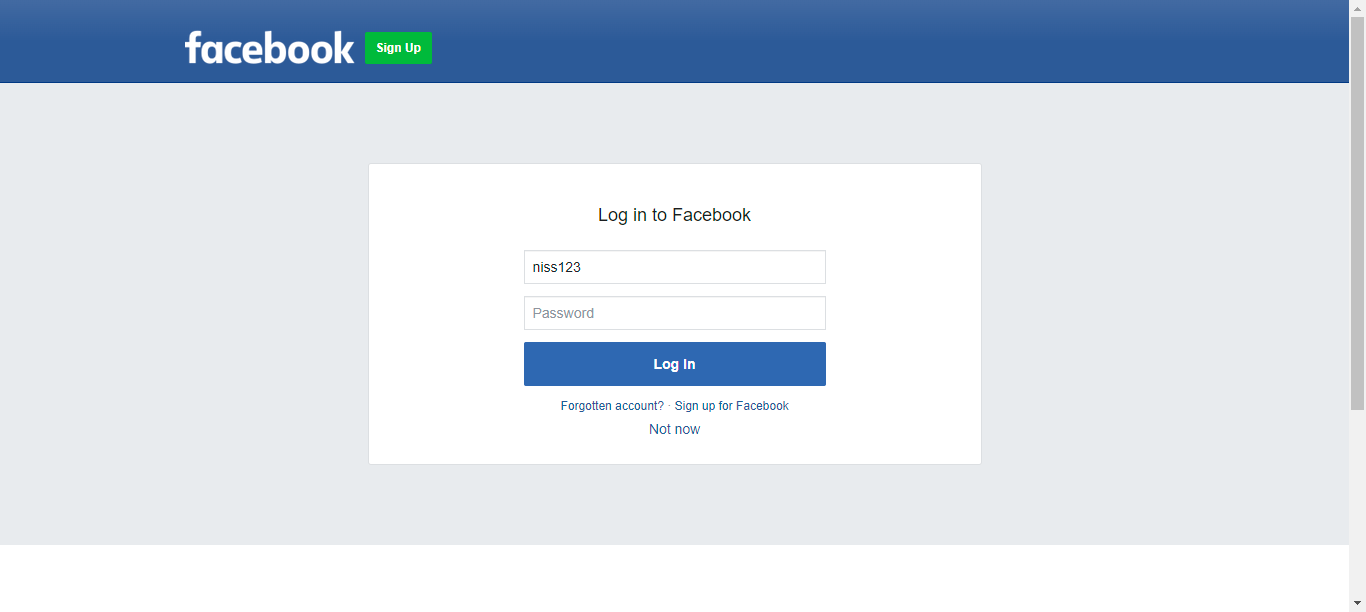 facebook Sign Up
Log in to Facebook
niss123
Password
Log In
Forgotten account? · Sign up for Facebook
Not now